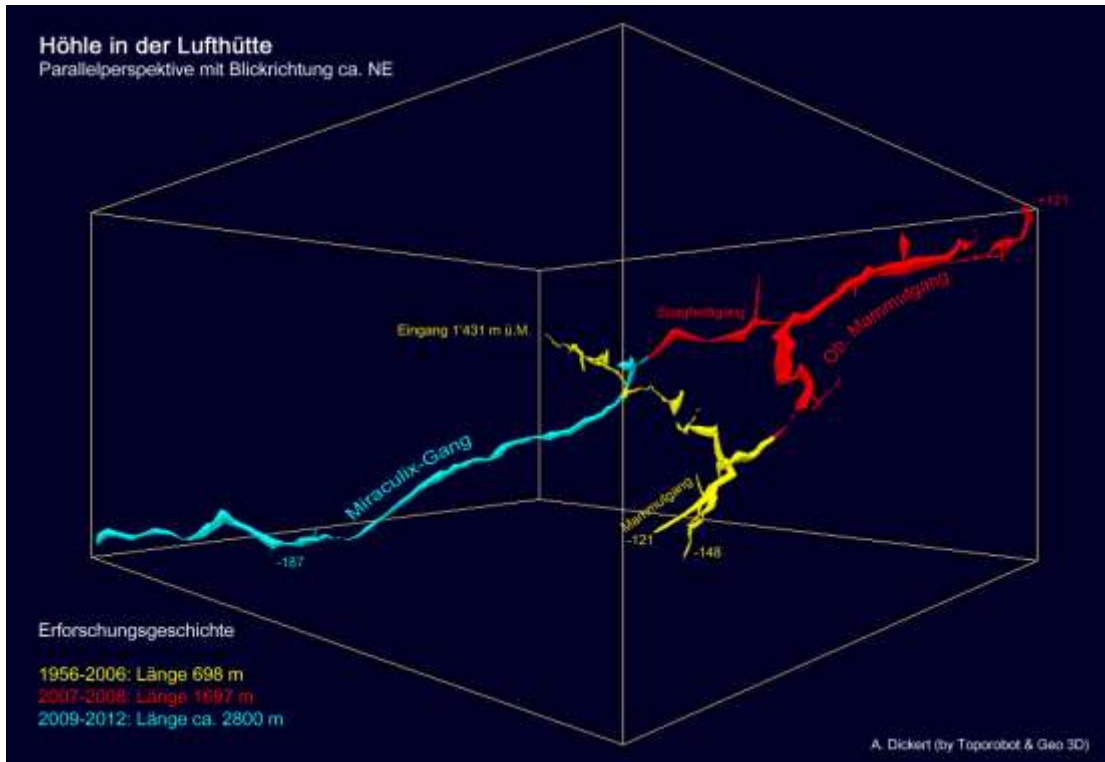 Höhle in der Lufthütte
Parallelperspektive mit Blickrichtung ca. NE
+121
Spaghettigang
Ob. Mammutgang
Eingang 1'431 m ü.M.
Miraculix-Gang
Mammutgang
-121
-148
-187
Erforschungsgeschichte
1956-2006: Länge 698 m
2007-2008: Länge 1697 m
2009-2012: Länge ca. 2800 m
A. Dickert (by Toporobot & Geo 3D)